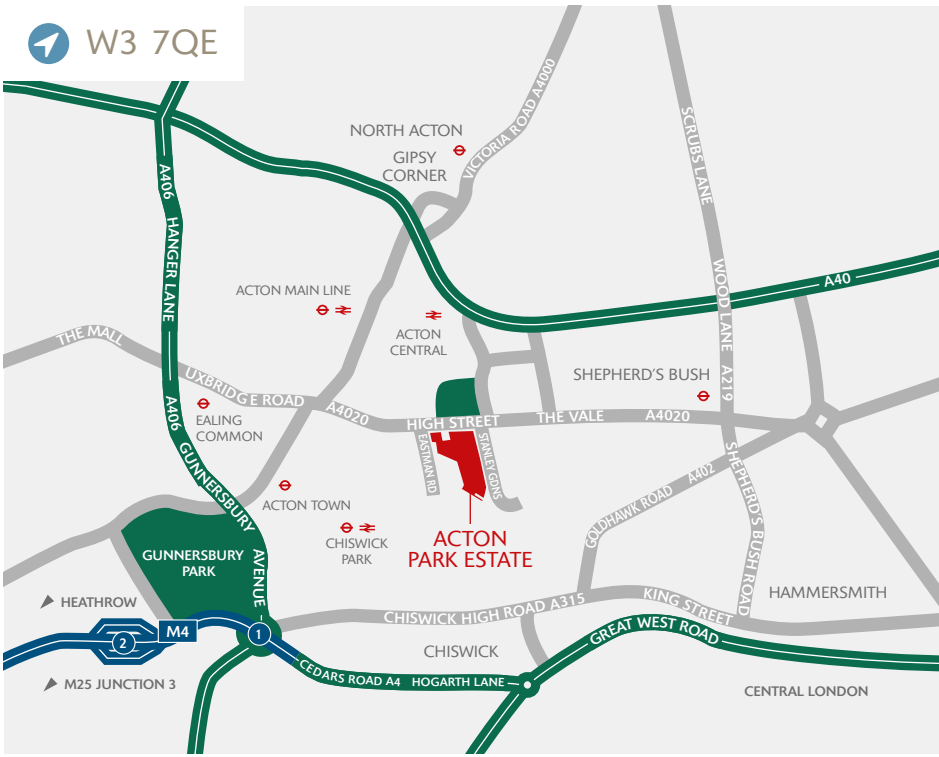 W3 7QE
NORTH ACTON
GIPSY
CORNER
VICTORIA ROAD A4000
SCRUBS LANE
A406
HANGER LANE
WOOD LANE
A219
A40
ACTON MAIN LINE
ACTON
CENTRAL
THE MALL
UXBRIDGE ROAD
A4020
SHEPHERD'S BUSH
A406
EALING
COMMON
HIGH STREET
THE VALE
A4020
EASTMAN RD
STANLEY GDNS
GUNNERSBURY
AVENUE
ACTON TOWN
CHISWICK
PARK
ACTON
PARK ESTATE
GOLDHAWK ROAD
A402
SHEPHERD'S BUSH ROAD
GUNNERSBURY
PARK
HEATHROW
M4
1
2
M25 JUNCTION 3
CHISWICK HIGH ROAD A315
KING STREET
HAMMERSMITH
GREAT WEST ROAD
CHISWICK
CEDARS ROAD A4
HOGARTH LANE
CENTRAL LONDON